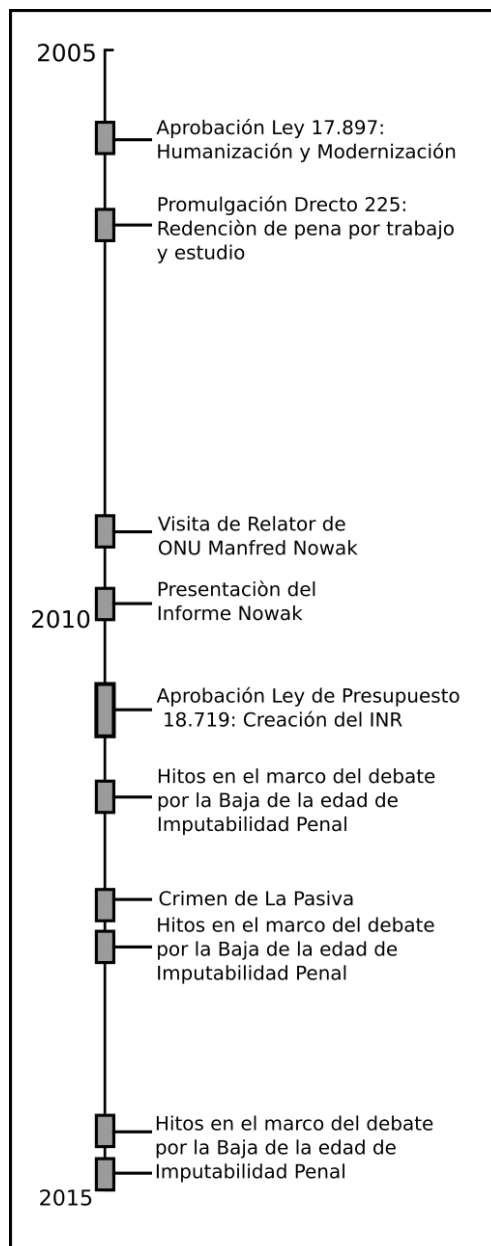 2005
Aprobación Ley 17.897:
Humanización y Modernización
Promulgación Drecto 225:
Redenciòn de pena por trabajo
y estudio
Visita de Relator de
ONU Manfred Nowak
Presentaciòn del
Informe Nowak
2010
Aprobación Ley de Presupuesto
18.719: Creación del INR
Hitos en el marco del debate
por la Baja de la edad de
Imputabilidad Penal
Crimen de La Pasiva
Hitos en el marco del debate
por la Baja de la edad de
Imputabilidad Penal
Hitos en el marco del debate
por la Baja de la edad de
Imputabilidad Penal
2015